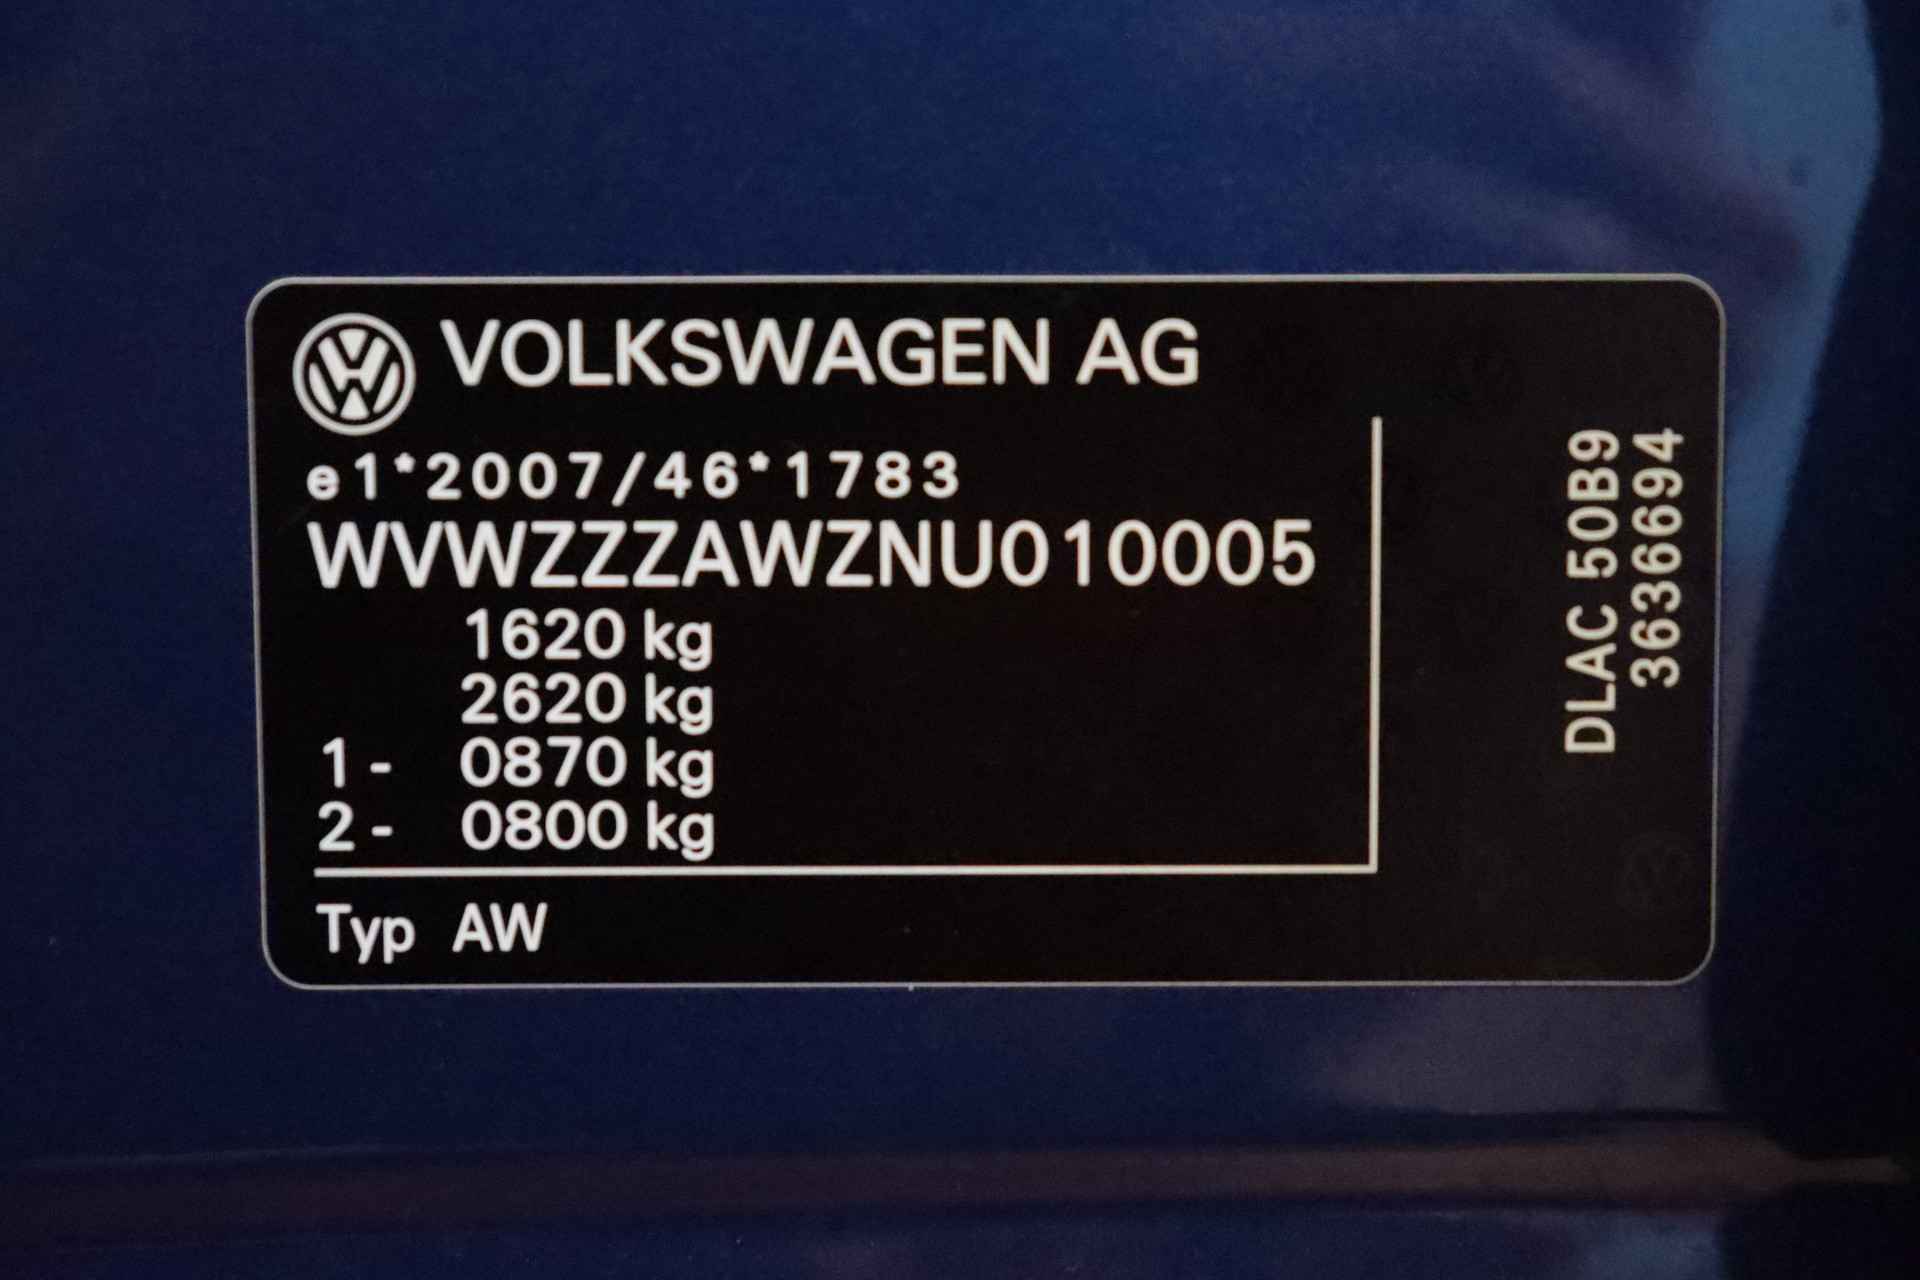 VOLKSWAGEN AG
e1*2007/46*1783
WVWZZZAWZNU010005
1620 kg
2620 kg
1- 0870 kg
2- 0800 kg
Typ AW
DLAC 50B9
3636694